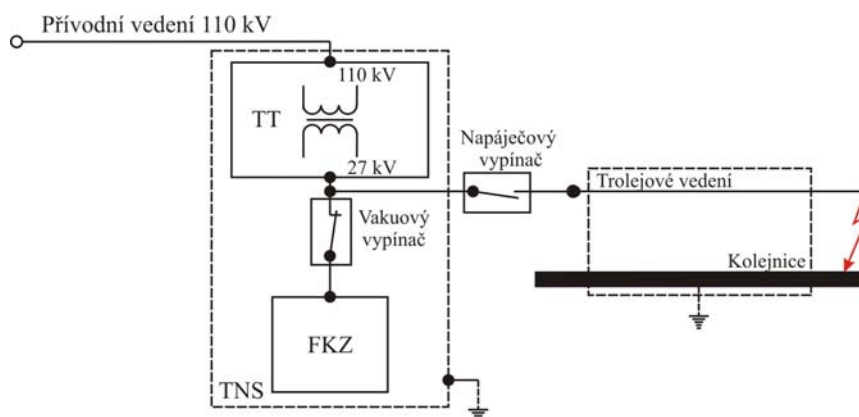 Přívodní vedení 110 kV
110 kV
TT
27 kV
Napáječový
vypínač
Trolejové vedení
Vakuový
vypínač
Kolejnice
FKZ
TNS